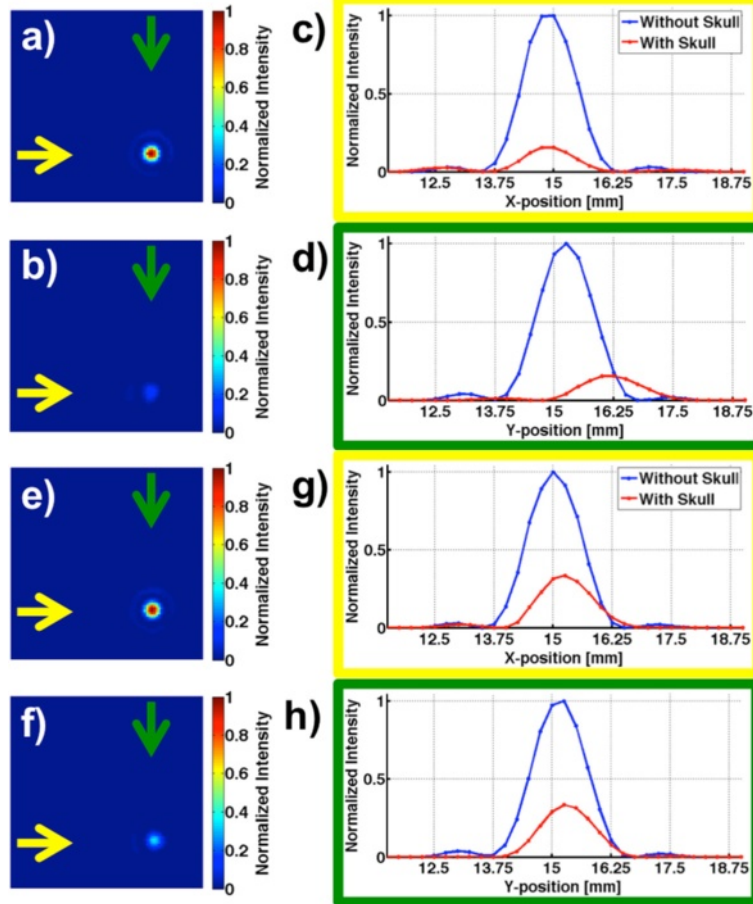 a)
Normalized Intensity
1
0.8
0.6
0.4
0.2
0
c)
Normalized Intensity
1
0.5
0
Without Skull
With Skull
12.5 13.75 15 16.25 17.5 18.75
X-position [mm]
b)
Normalized Intensity
1
0.8
0.6
0.4
0.2
0
d)
Normalized Intensity
1
0.5
0
12.5 13.75 15 16.25 17.5 18.75
Y-position [mm]
e)
Normalized Intensity
1
0.8
0.6
0.4
0.2
0
g)
Normalized Intensity
1
0.5
0
Without Skull
With Skull
12.5 13.75 15 16.25 17.5 18.75
X-position [mm]
f)
Normalized Intensity
1
0.8
0.6
0.4
0.2
0
h)
Normalized Intensity
1
0.5
0
12.5 13.75 15 16.25 17.5 18.75
Y-position [mm]